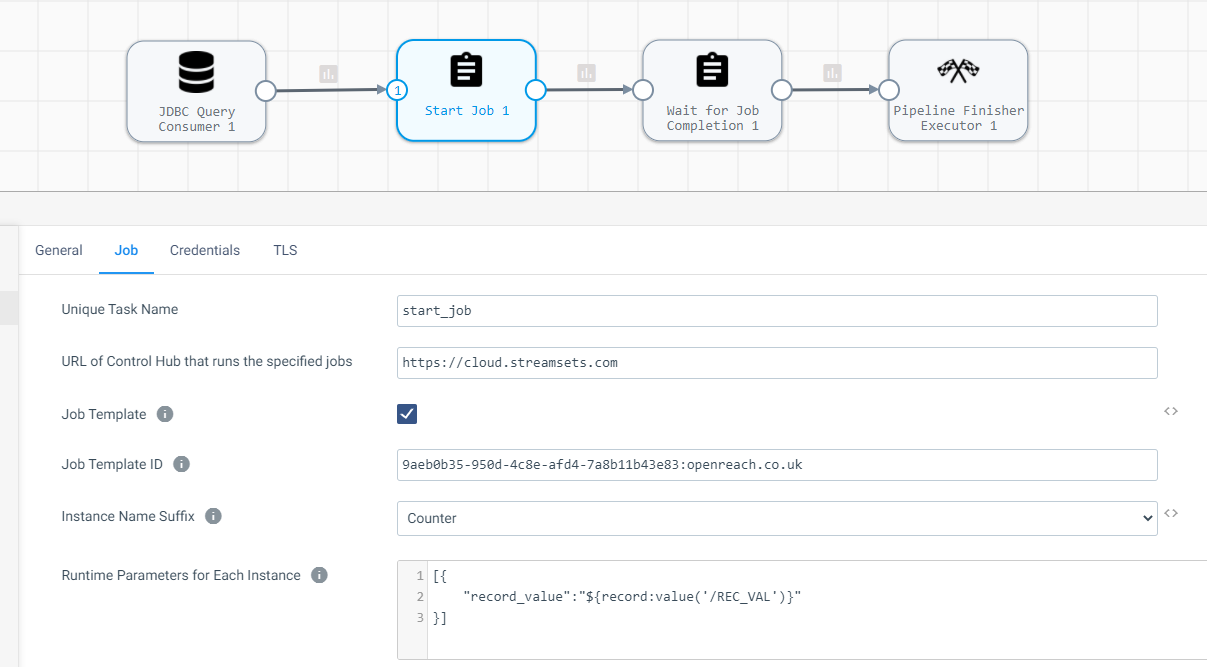 JDBC Query
Consumer 1
1
Start Job 1
Wait for Job
Completion 1
Pipeline Finisher
Executor 1
General Job Credentials TLS
Unique Task Name start_job
URL of Control Hub that runs the specified jobs https://cloud.streamsets.com
Job Template i <>
Job Template ID i 9aeb0b35-950d-4c8e-afd4-7a8b11b43e83:openreach.co.uk
Instance Name Suffix i Counter <>
Runtime Parameters for Each Instance i 1 [{
2 "record_value":"${record:value('/REC_VAL')}"
3 }]